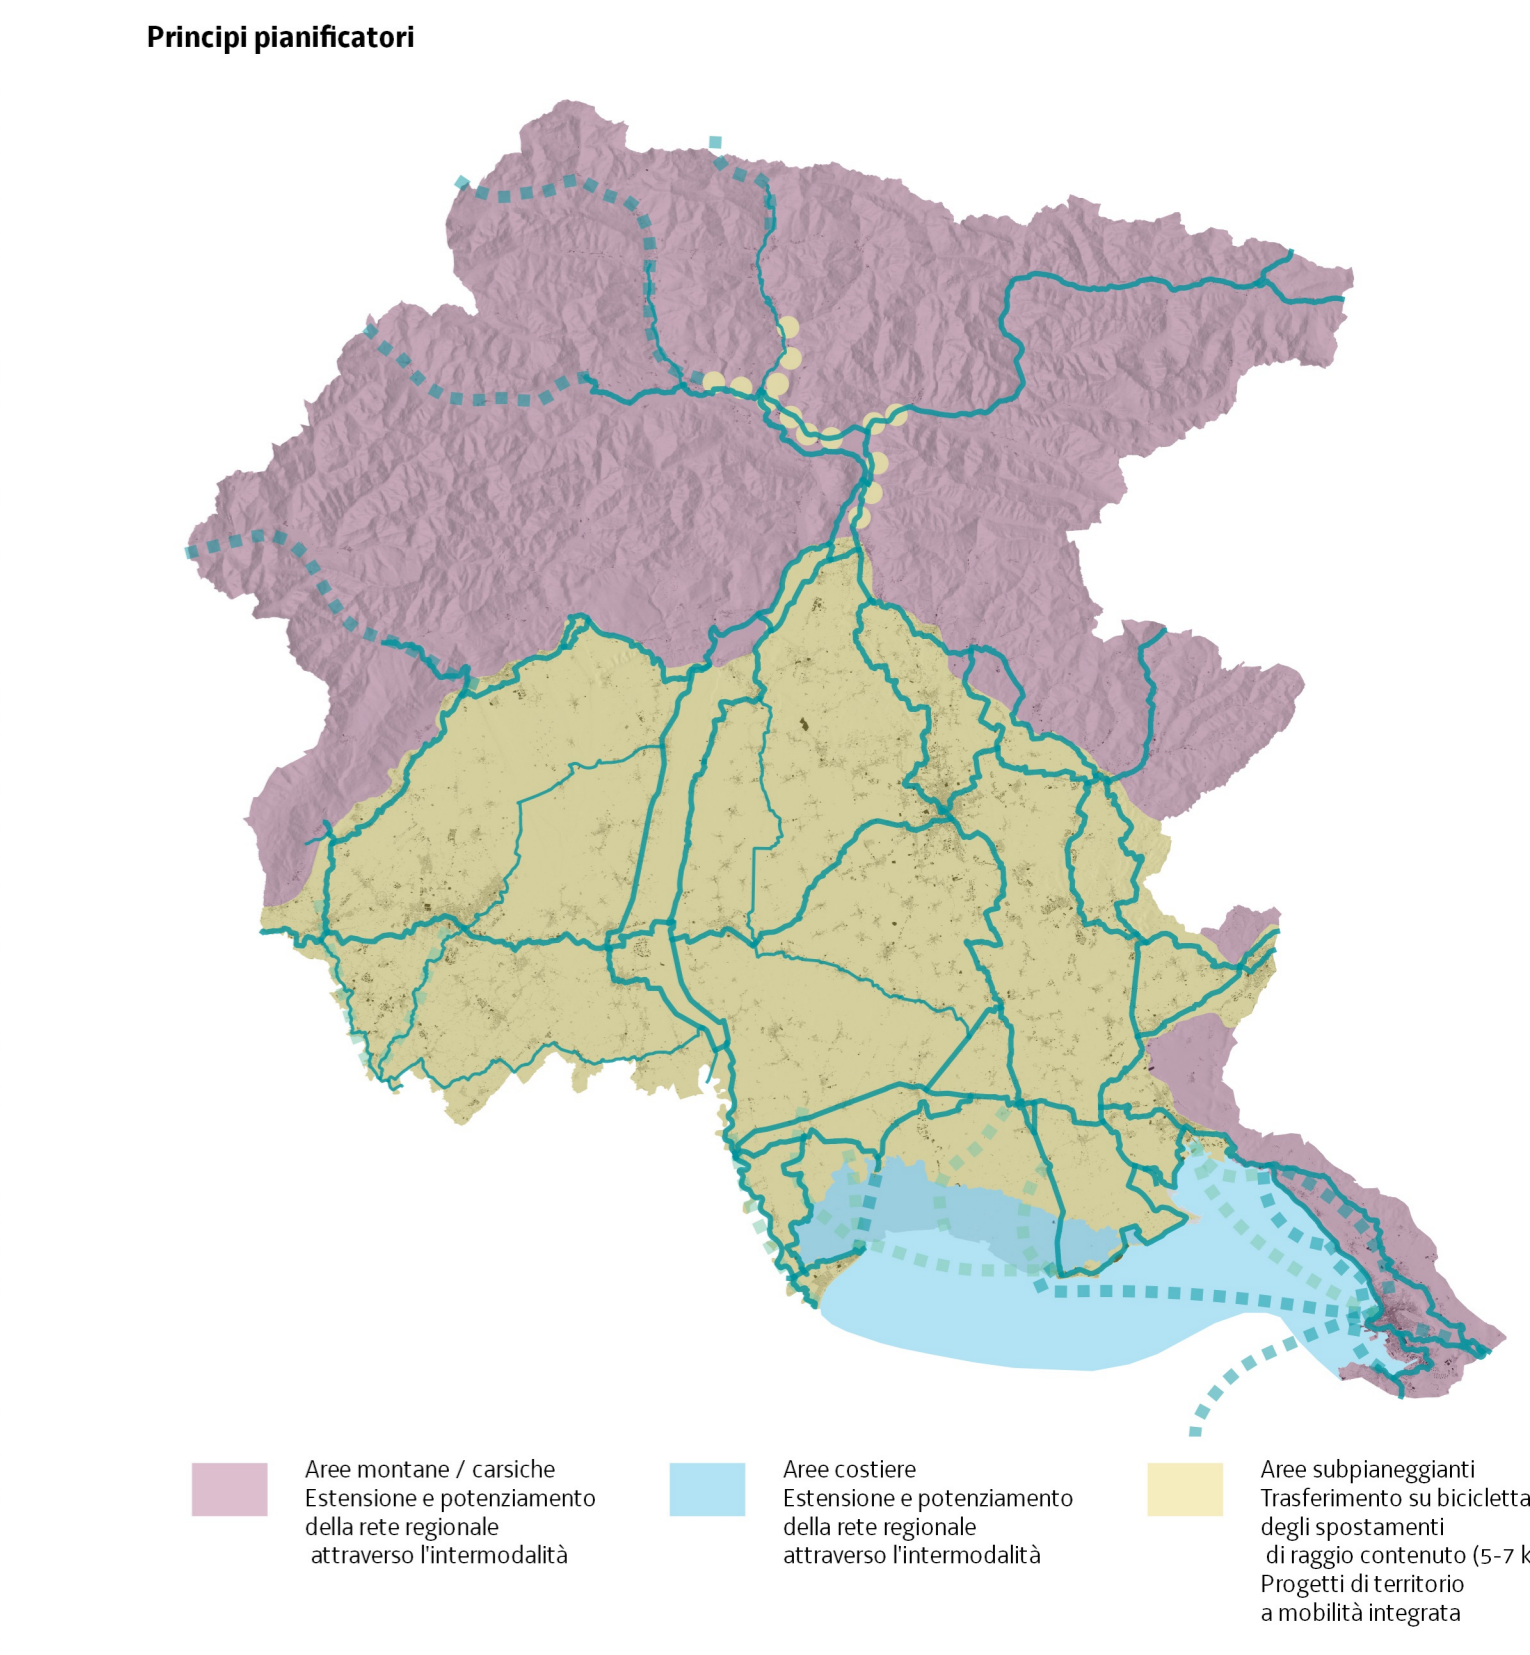 Principi pianificatori
Aree montane / carsiche
Estensione e potenziamento
della rete regionale
attraverso l'intermodalità
Aree costiere
Estensione e potenziamento
della rete regionale
attraverso l'intermodalità
Aree subpianeggianti
Trasferimento su bicicletta
degli spostamenti
di raggio contenuto (5-7 k
Progetti di territorio
a mobilità integrata